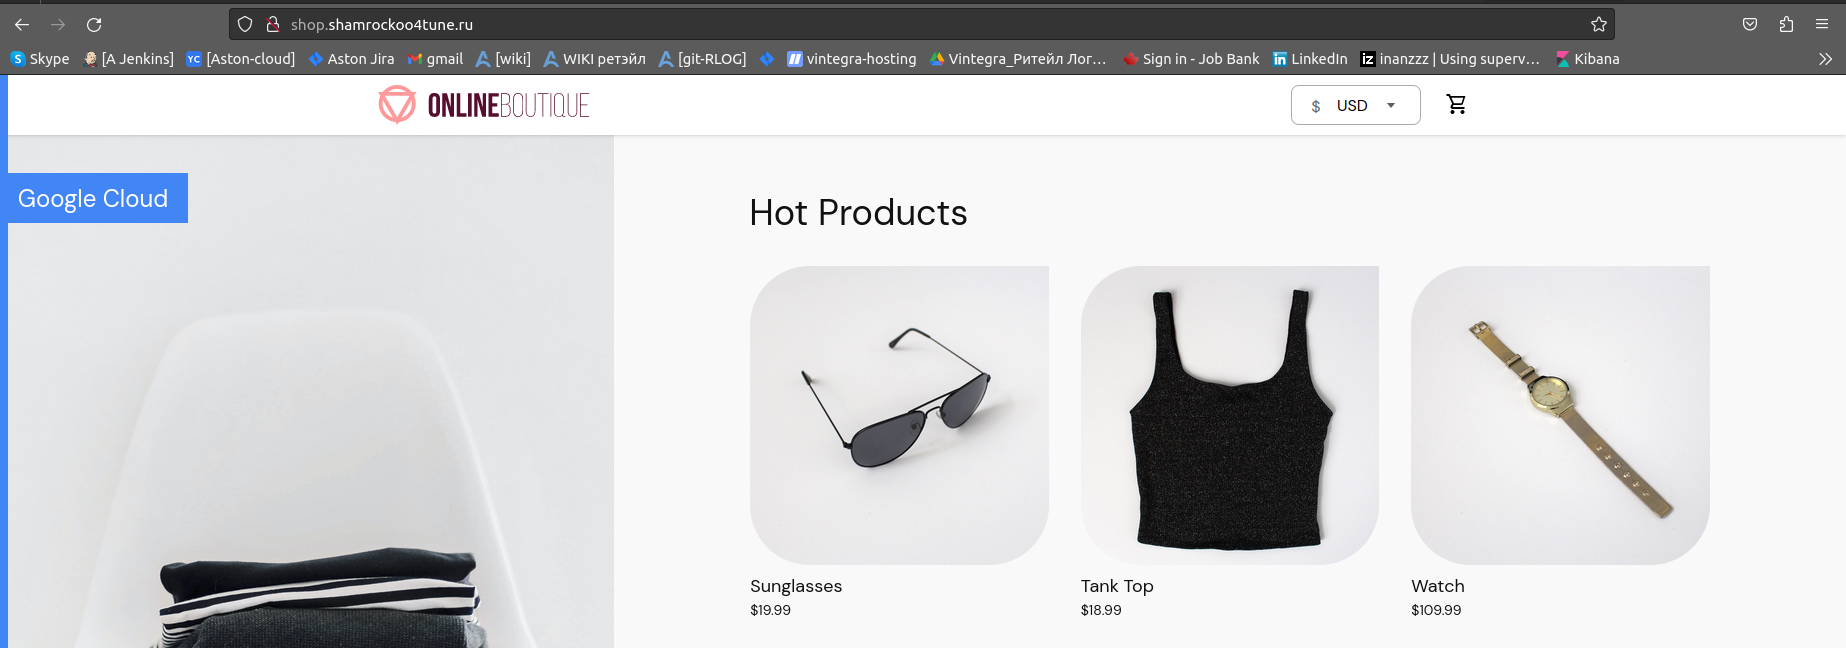 shop.shamrockoo4tune.ru
Skype [A Jenkins] YC [Aston-cloud] Aston Jira gmail [wiki] WIKI ретэйл [git-RLOG] vintegra-hosting Vintegra_Ритейл Лог… Sign in - Job Bank LinkedIn iz inanzzz | Using superv… Kibana
ONLINEBOUTIQUE
$ USD
Google Cloud
Hot Products
Sunglasses
$19.99
Tank Top
$18.99
Watch
$109.99